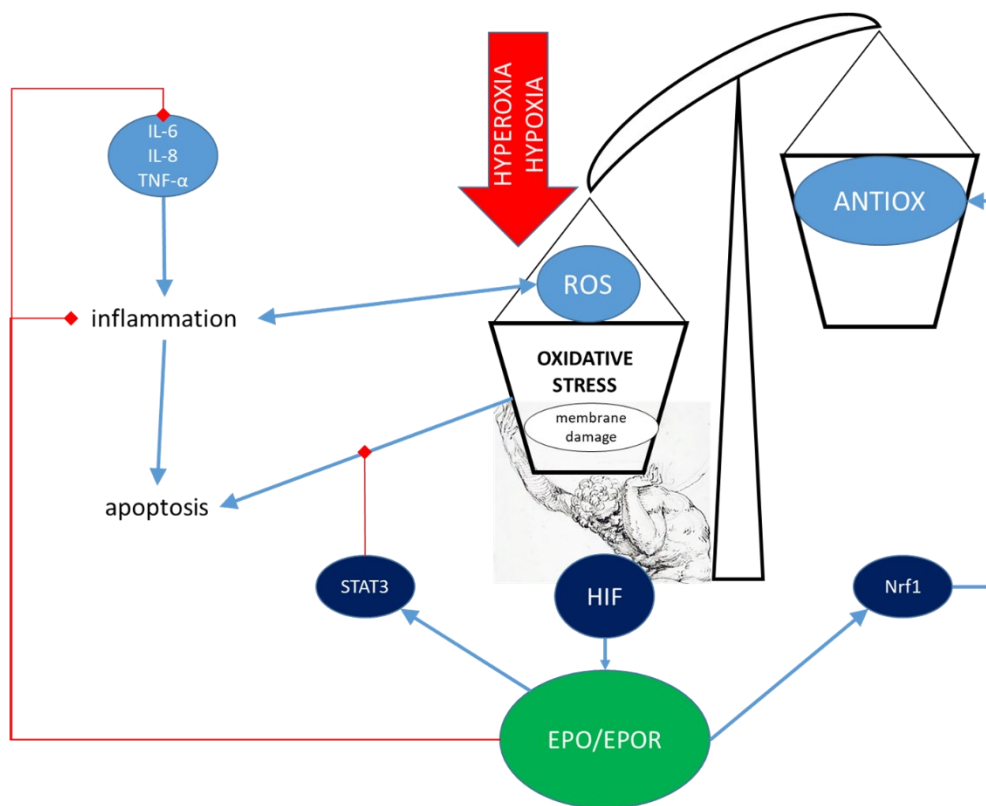 HYPEROXIA
HYPOXIA
IL-6
IL-8
TNF-α
ANTIOX
ROS
inflammation
OXIDATIVE
STRESS
membrane
damage
apoptosis
STAT3
HIF
Nrf1
EPO/EPOR